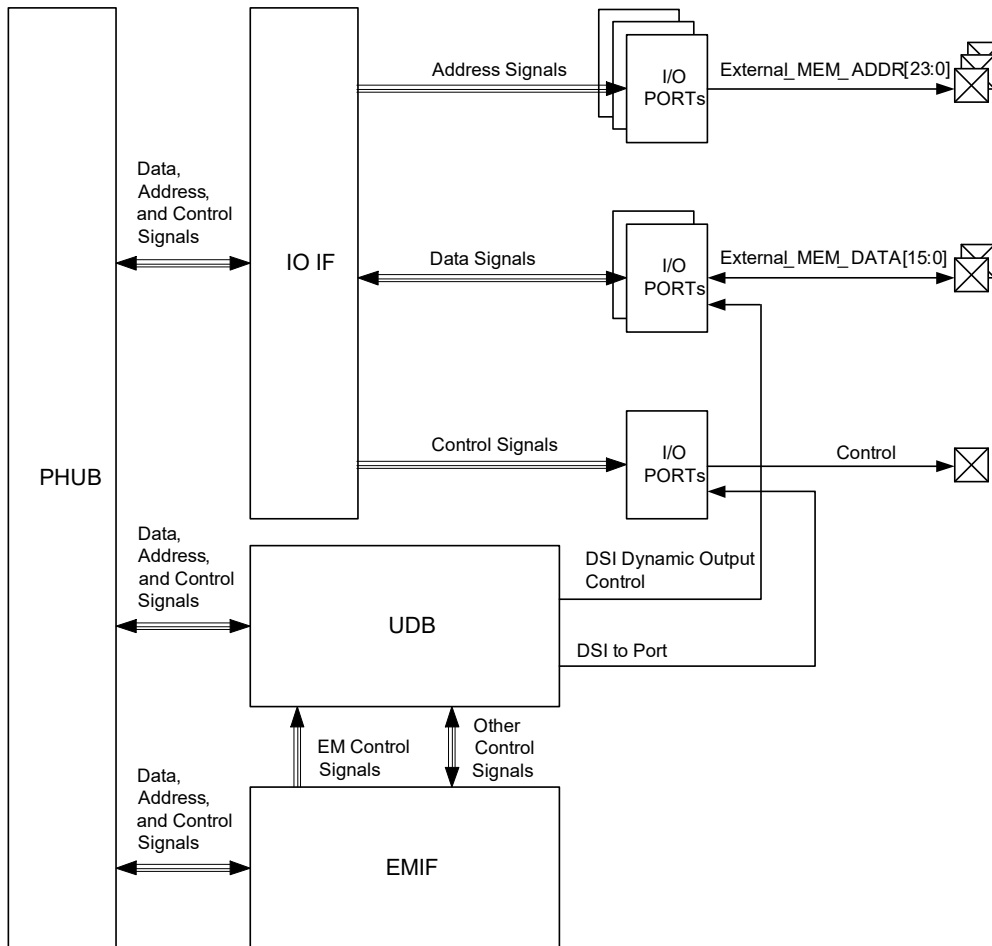 Address Signals
I/O
PORTs
External_MEM_ADDR[23:0]
Data,
Address,
and Control
Signals
IO IF
Data Signals
I/O
PORTs
External_MEM_DATA[15:0]
Control Signals
I/O
PORTs
Control
PHUB
Data,
Address,
and Control
Signals
UDB
DSI Dynamic Output
Control
DSI to Port
EM Control
Signals
Other
Control
Signals
Data,
Address,
and Control
Signals
EMIF